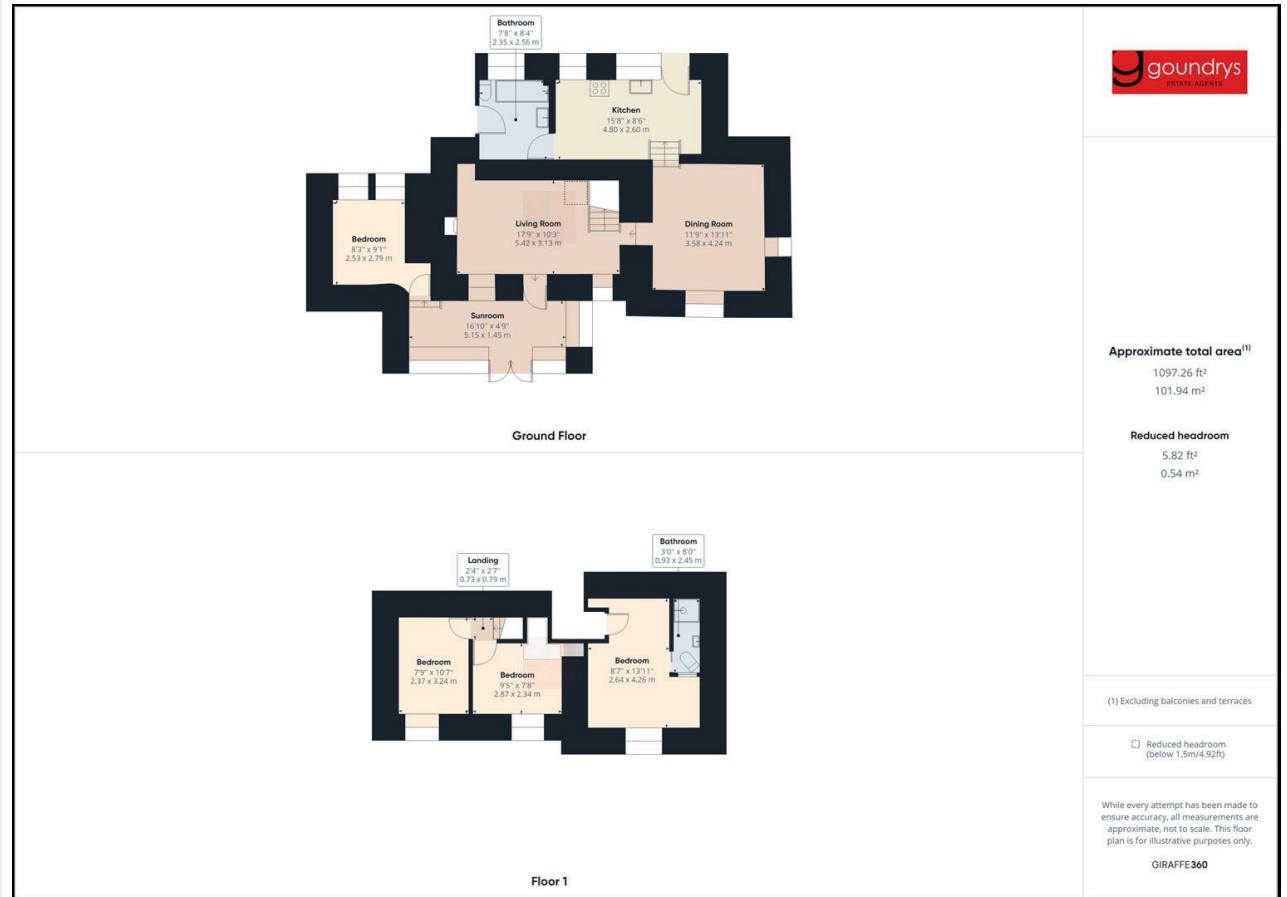 Bathroom
7'8" x 8'4"
2.35 x 2.56 m
Kitchen
15'8" x 8'6"
4.80 x 2.60 m
Living Room
17'9" x 10'3"
5.42 x 3.13 m
Dining Room
11'9" x 13'11"
3.58 x 4.24 m
Bedroom
8'3" x 9'1"
2.53 x 2.79 m
Sunroom
16'10" x 4'9"
5.15 x 1.45 m
Ground Floor
Landing
2'4" x 2'7"
0.73 x 0.79 m
Bathroom
3'0" x 8'0"
0.93 x 2.45 m
Bedroom
7'9" x 10'7"
2.37 x 3.24 m
Bedroom
9'5" x 7'8"
2.87 x 2.34 m
Bedroom
8'7" x 13'11"
2.64 x 4.26 m
Floor 1
goundrys
ESTATE AGENTS
Approximate total area⁽¹⁾
1097.26 ft²
101.94 m²
Reduced headroom
5.82 ft²
0.54 m²
(1) Excluding balconies and terraces
Reduced headroom
(below 1.5m/4.92ft)
While every attempt has been made to
ensure accuracy, all measurements are
approximate, not to scale. This floor
plan is for illustrative purposes only.
GIRAFFE360